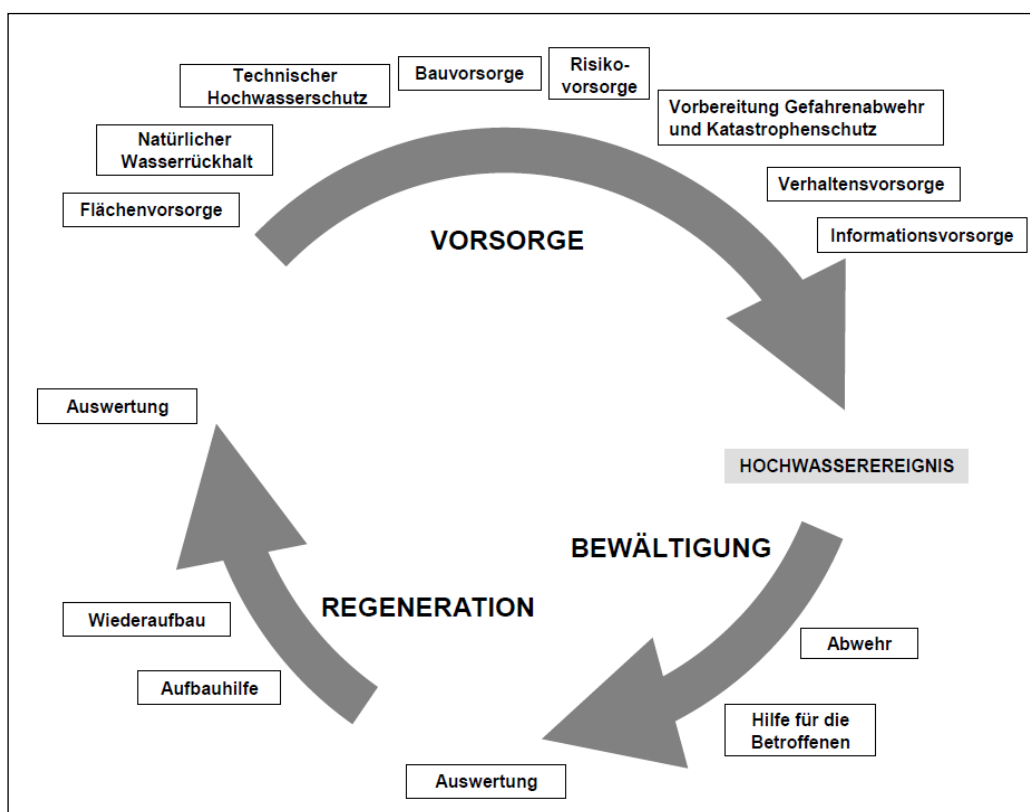 Technischer
Hochwasserschutz
Bauvorsorge
Risiko-
vorsorge
Vorbereitung Gefahrenabwehr
und Katastrophenschutz
Natürlicher
Wasserrückhalt
Verhaltensvorsorge
Flächenvorsorge
Informationsvorsorge
VORSORGE
Auswertung
HOCHWASSEREREIGNIS
BEWÄLTIGUNG
REGENERATION
Wiederaufbau
Abwehr
Aufbauhilfe
Hilfe für die
Betroffenen
Auswertung